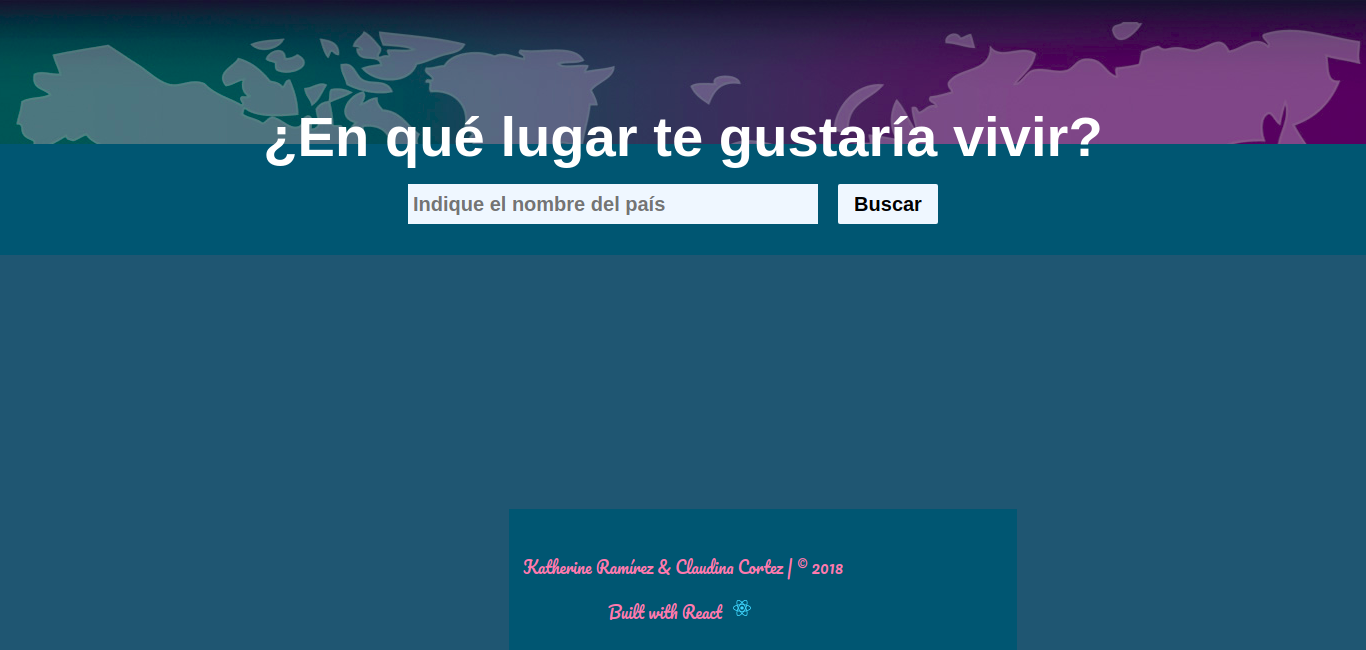 ¿En qué lugar te gustaría vivir?
Indique el nombre del país
Buscar
Katherine Ramírez & Claudina Cortez | © 2018
Built with React